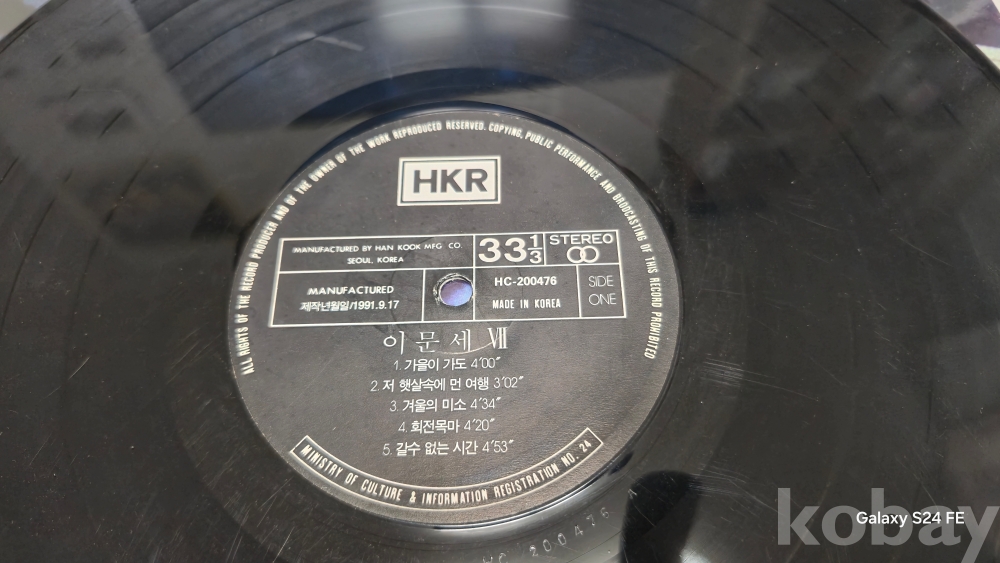 ALL RIGHTS OF THE RECORD PRODUCER AND OF THE OWNER OF THE WORK REPRODUCED RESERVED. COPYING, PUBLIC PERFORMANCE AND BRODCASTING OF THIS RECORD PROHIBITED
HKR
MANUFACTURED BY HAN KOOK MFG. CO.
SEOUL, KOREA
33 1/3
STEREO
MANUFACTURED
제작년월일/1991.9.17
HC-200476
MADE IN KOREA
SIDE
ONE
이문세 Ⅶ
1. 가을이 가도 4′00″
2. 저 햇살속에 먼 여행 3′02″
3. 겨울의 미소 4′34″
4. 회전목마 4′20″
5. 갈수 없는 시간 4′53″
MINISTRY OF CULTURE & INFORMATION REGISTRATION NO. 24
HC 200476
kobay
Galaxy S24 FE